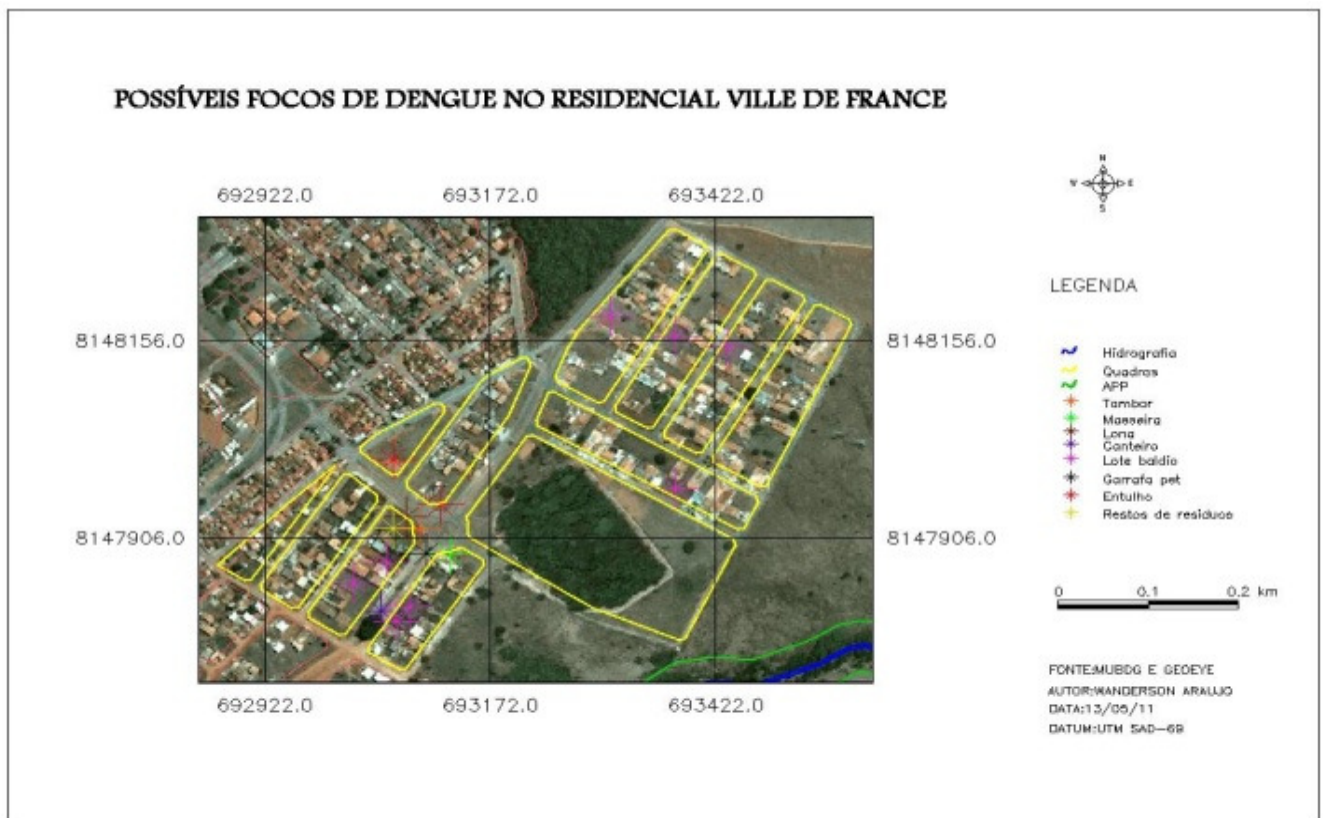 POSSÍVEIS FOCOS DE DENGUE NO RESIDENCIAL VILLE DE FRANCE
692922.0 693172.0 693422.0
N
W E
S
8148156.0 8148156.0
8147906.0 8147906.0
692922.0 693172.0 693422.0
LEGENDA
Hidrografia
Quadras
APP
Tambor
Masseira
Lona
Canteiro
Lote baldio
Garrafa pet
Entulho
Restos de residuos
0 0.1 0.2 km
FONTE:MUBDG E GEOEYE
AUTOR:WANDERSON ARAUJO
DATA:13/05/11
DATUM:UTM SAD-69